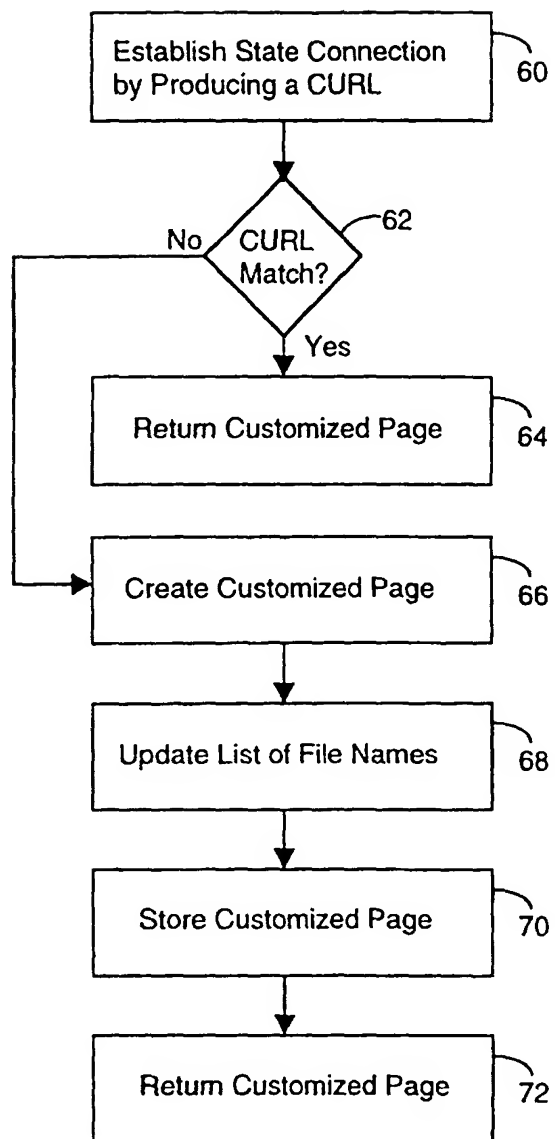 Establish State Connection
by Producing a CURL
60
62
No
CURL
Match?
Yes
Return Customized Page
64
Create Customized Page
66
Update List of File Names
68
Store Customized Page
70
Return Customized Page
72